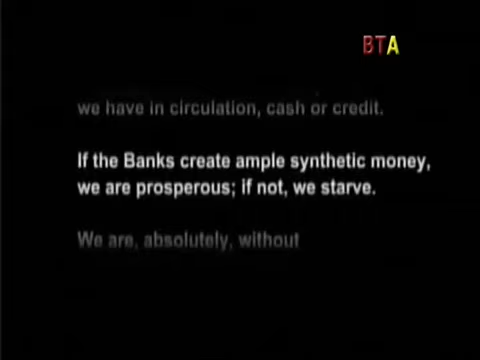 BTA
we have in circulation, cash or credit.
If the Banks create ample synthetic money,
we are prosperous; if not, we starve.
We are, absolutely, without